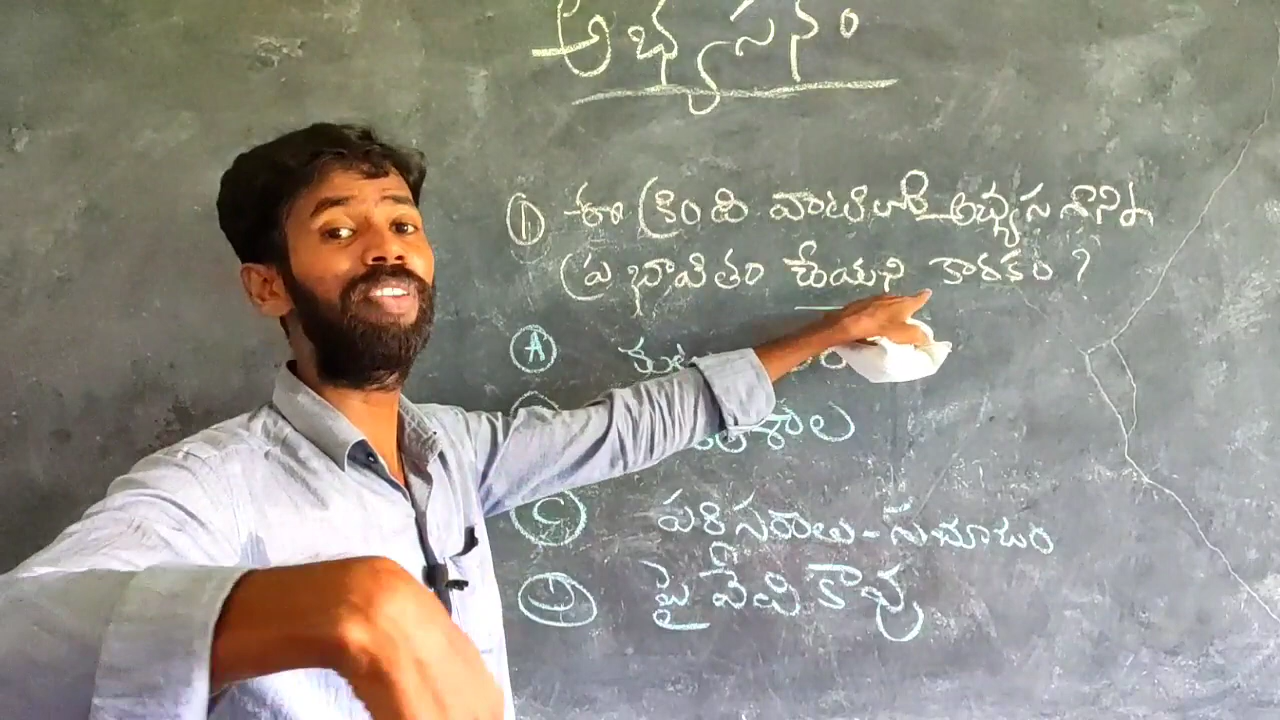 అభ్యసనం
① ఈ క్రింది వాటిలో అభ్యసనాన్ని
ప్రభావితం చేయని కారకం ?
Ⓐ
Ⓒ పరిసరాలు - సమాజం
Ⓓ పై వేవి కావు